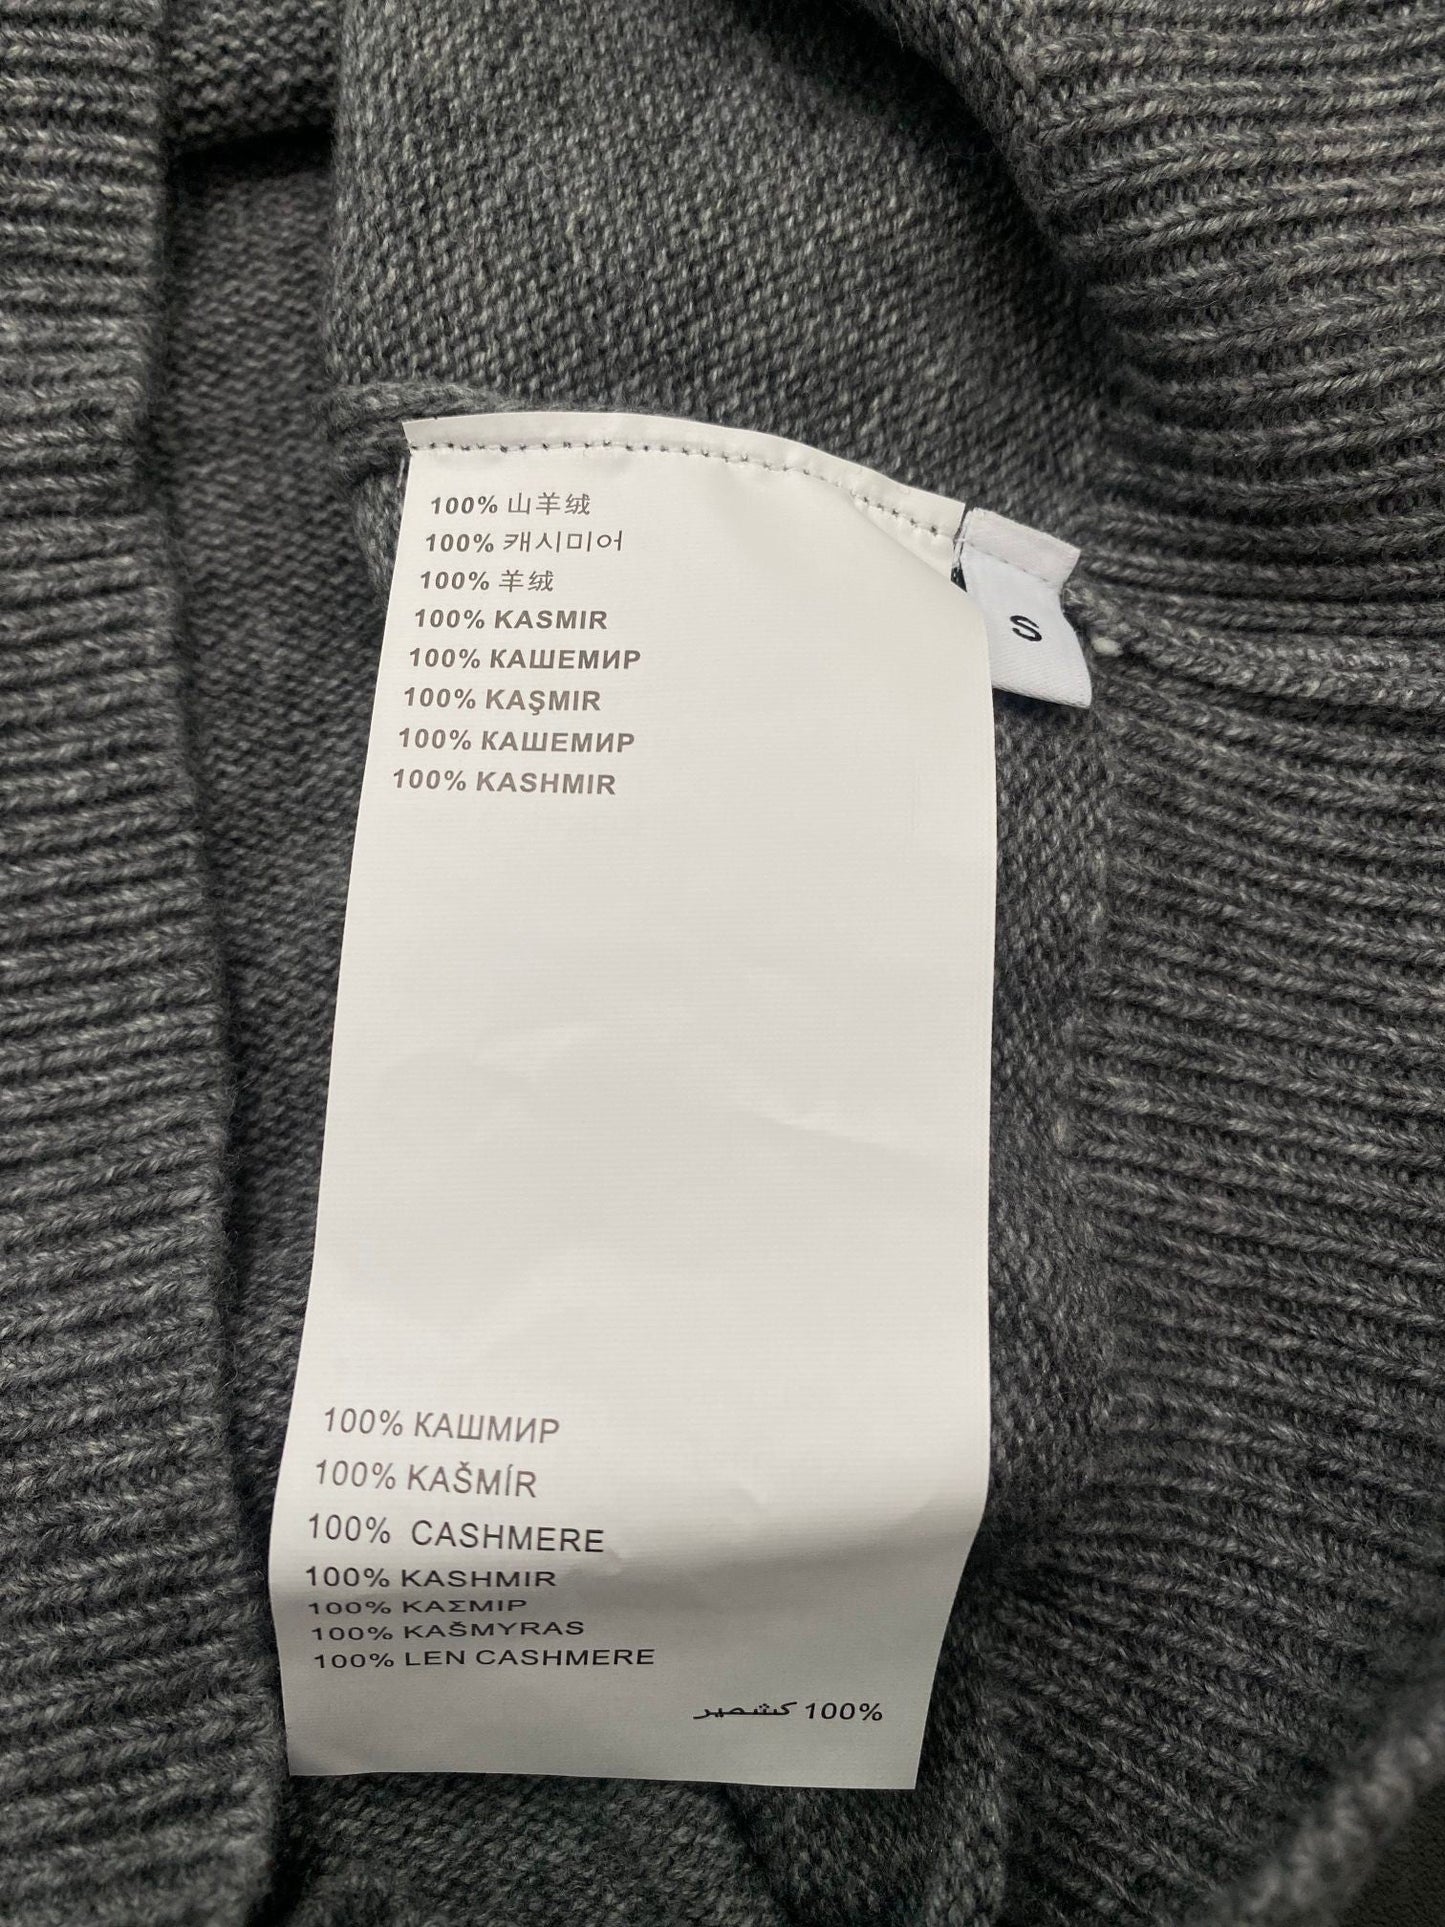 100% 山羊绒
100% 캐시미어
100% 羊绒
100% KASMIR
100% КАШЕМИР
100% KAŞMIR
100% КАШЕМИР
100% KASHMIR
S
100% КАШМИР
100% KAŠMÍR
100% CASHMERE
100% KASHMIR
100% ΚΑΣΜΙΡ
100% KAŠMYRAS
100% LEN CASHMERE
100% كشمير